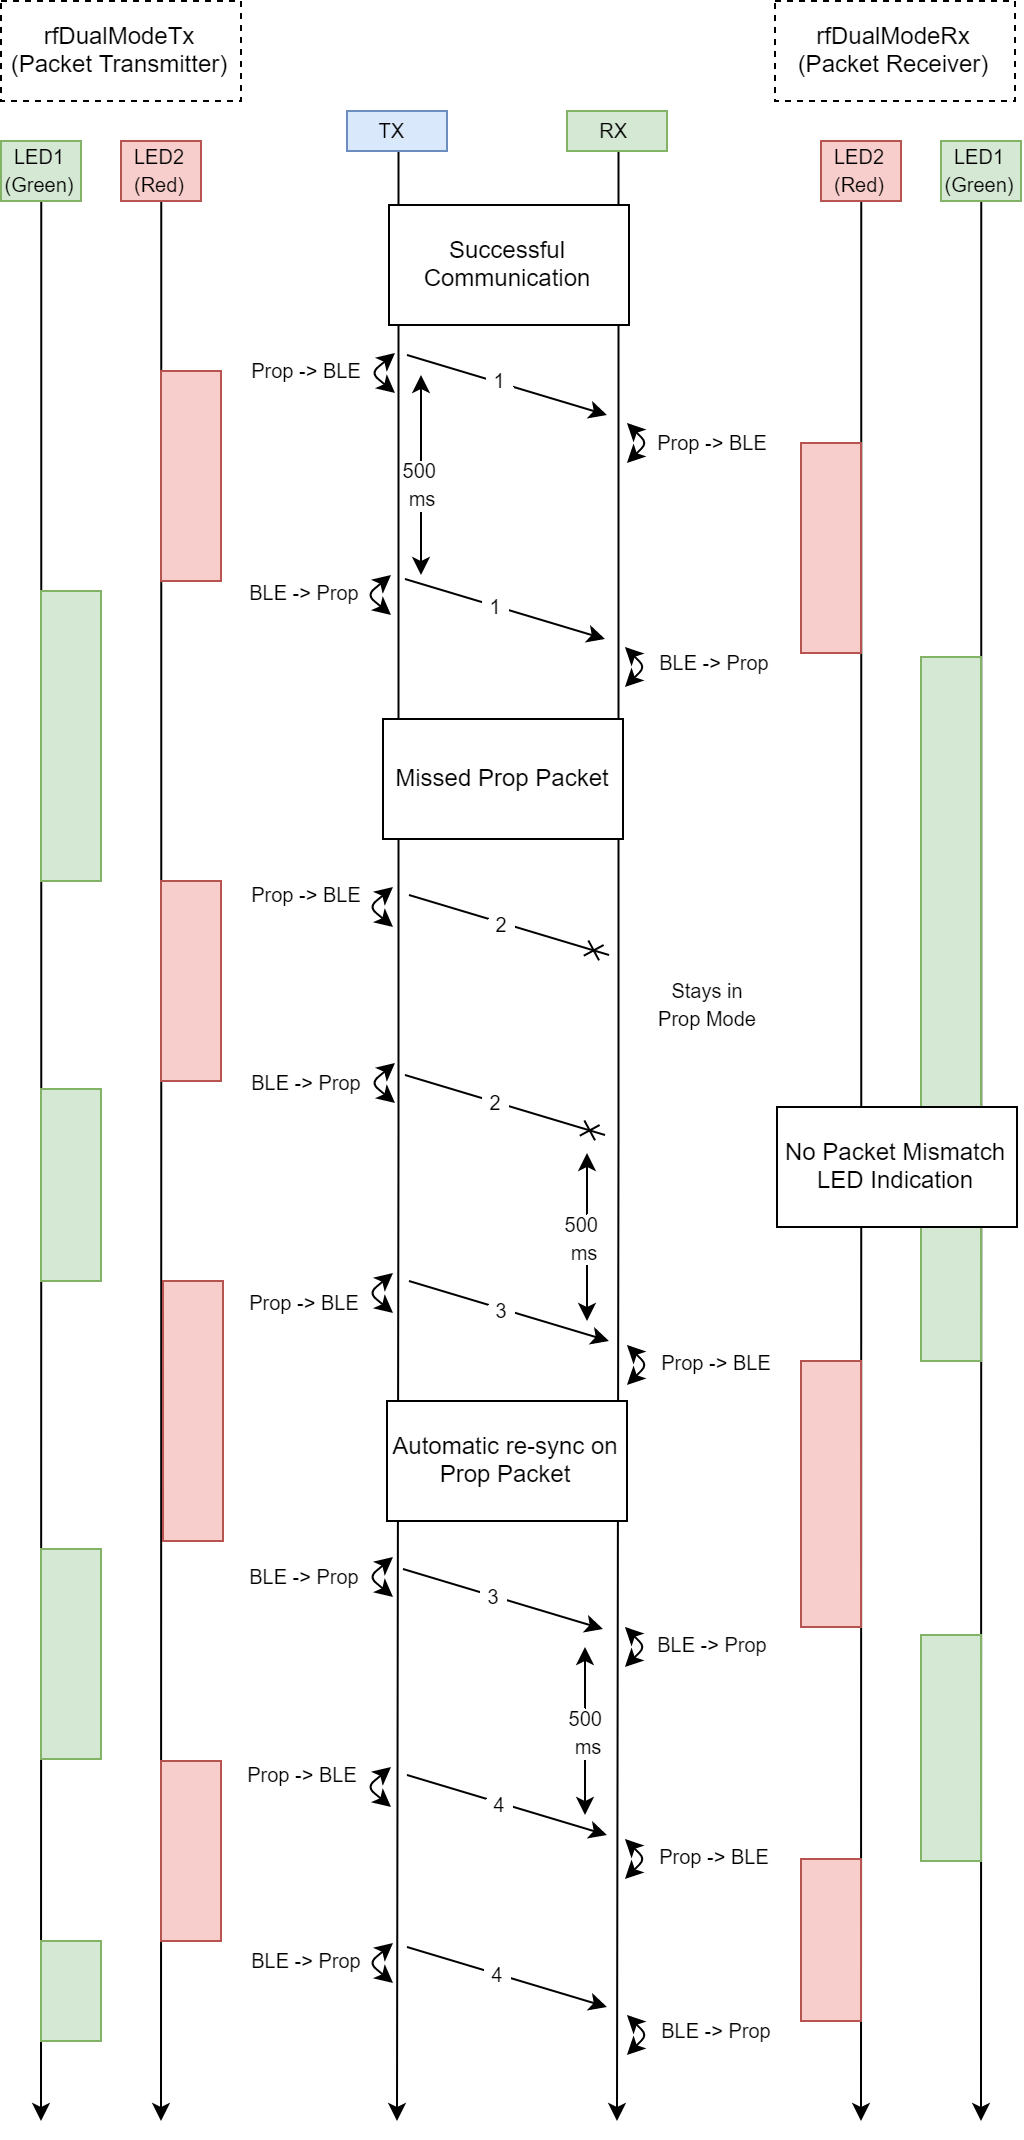 rfDualModeTx
(Packet Transmitter)
rfDualModeRx
(Packet Receiver)
TX
RX
LED1
(Green)
LED2
(Red)
LED2
(Red)
LED1
(Green)
Successful
Communication
Prop -> BLE
1
Prop -> BLE
500
ms
BLE -> Prop
1
BLE -> Prop
Missed Prop Packet
Prop -> BLE
2
Stays in
Prop Mode
BLE -> Prop
2
No Packet Mismatch
LED Indication
500
ms
Prop -> BLE
3
Prop -> BLE
Automatic re-sync on
Prop Packet
BLE -> Prop
3
BLE -> Prop
500
ms
Prop -> BLE
4
Prop -> BLE
BLE -> Prop
4
BLE -> Prop